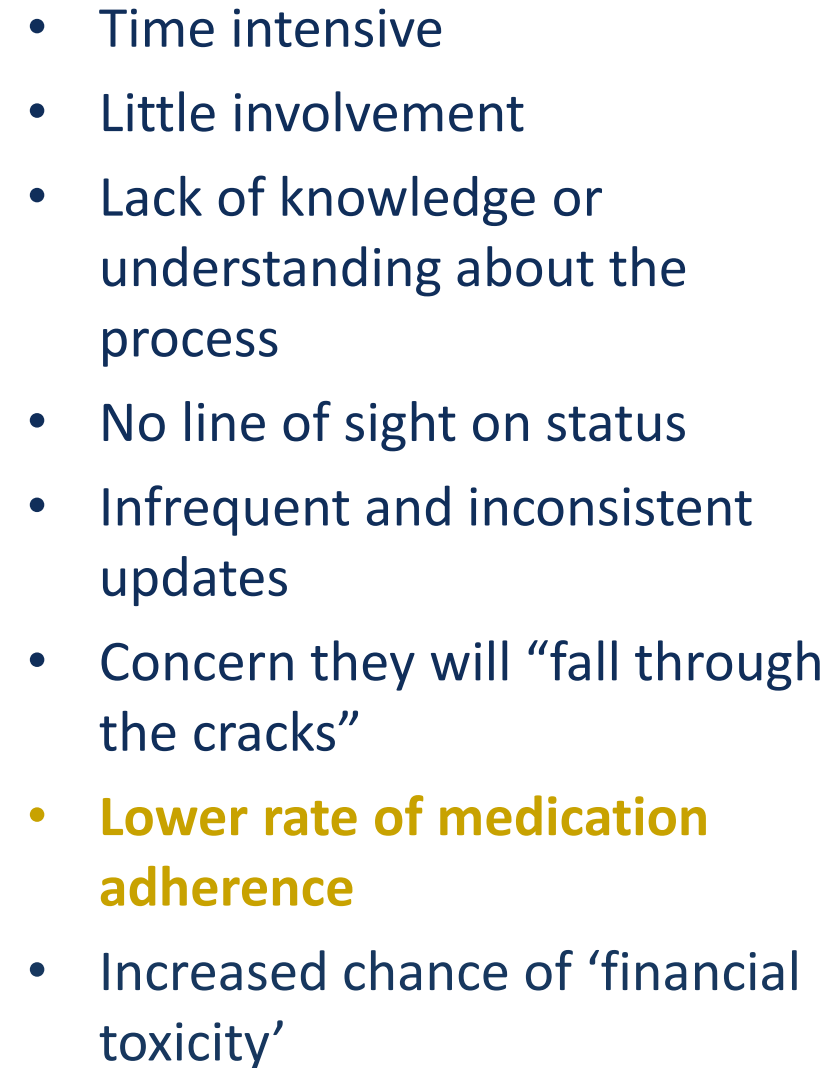 • Time intensive
• Little involvement
• Lack of knowledge or
understanding about the
process
• No line of sight on status
• Infrequent and inconsistent
updates
• Concern they will “fall through
the cracks”
• Lower rate of medication
adherence
• Increased chance of ‘financial
toxicity’